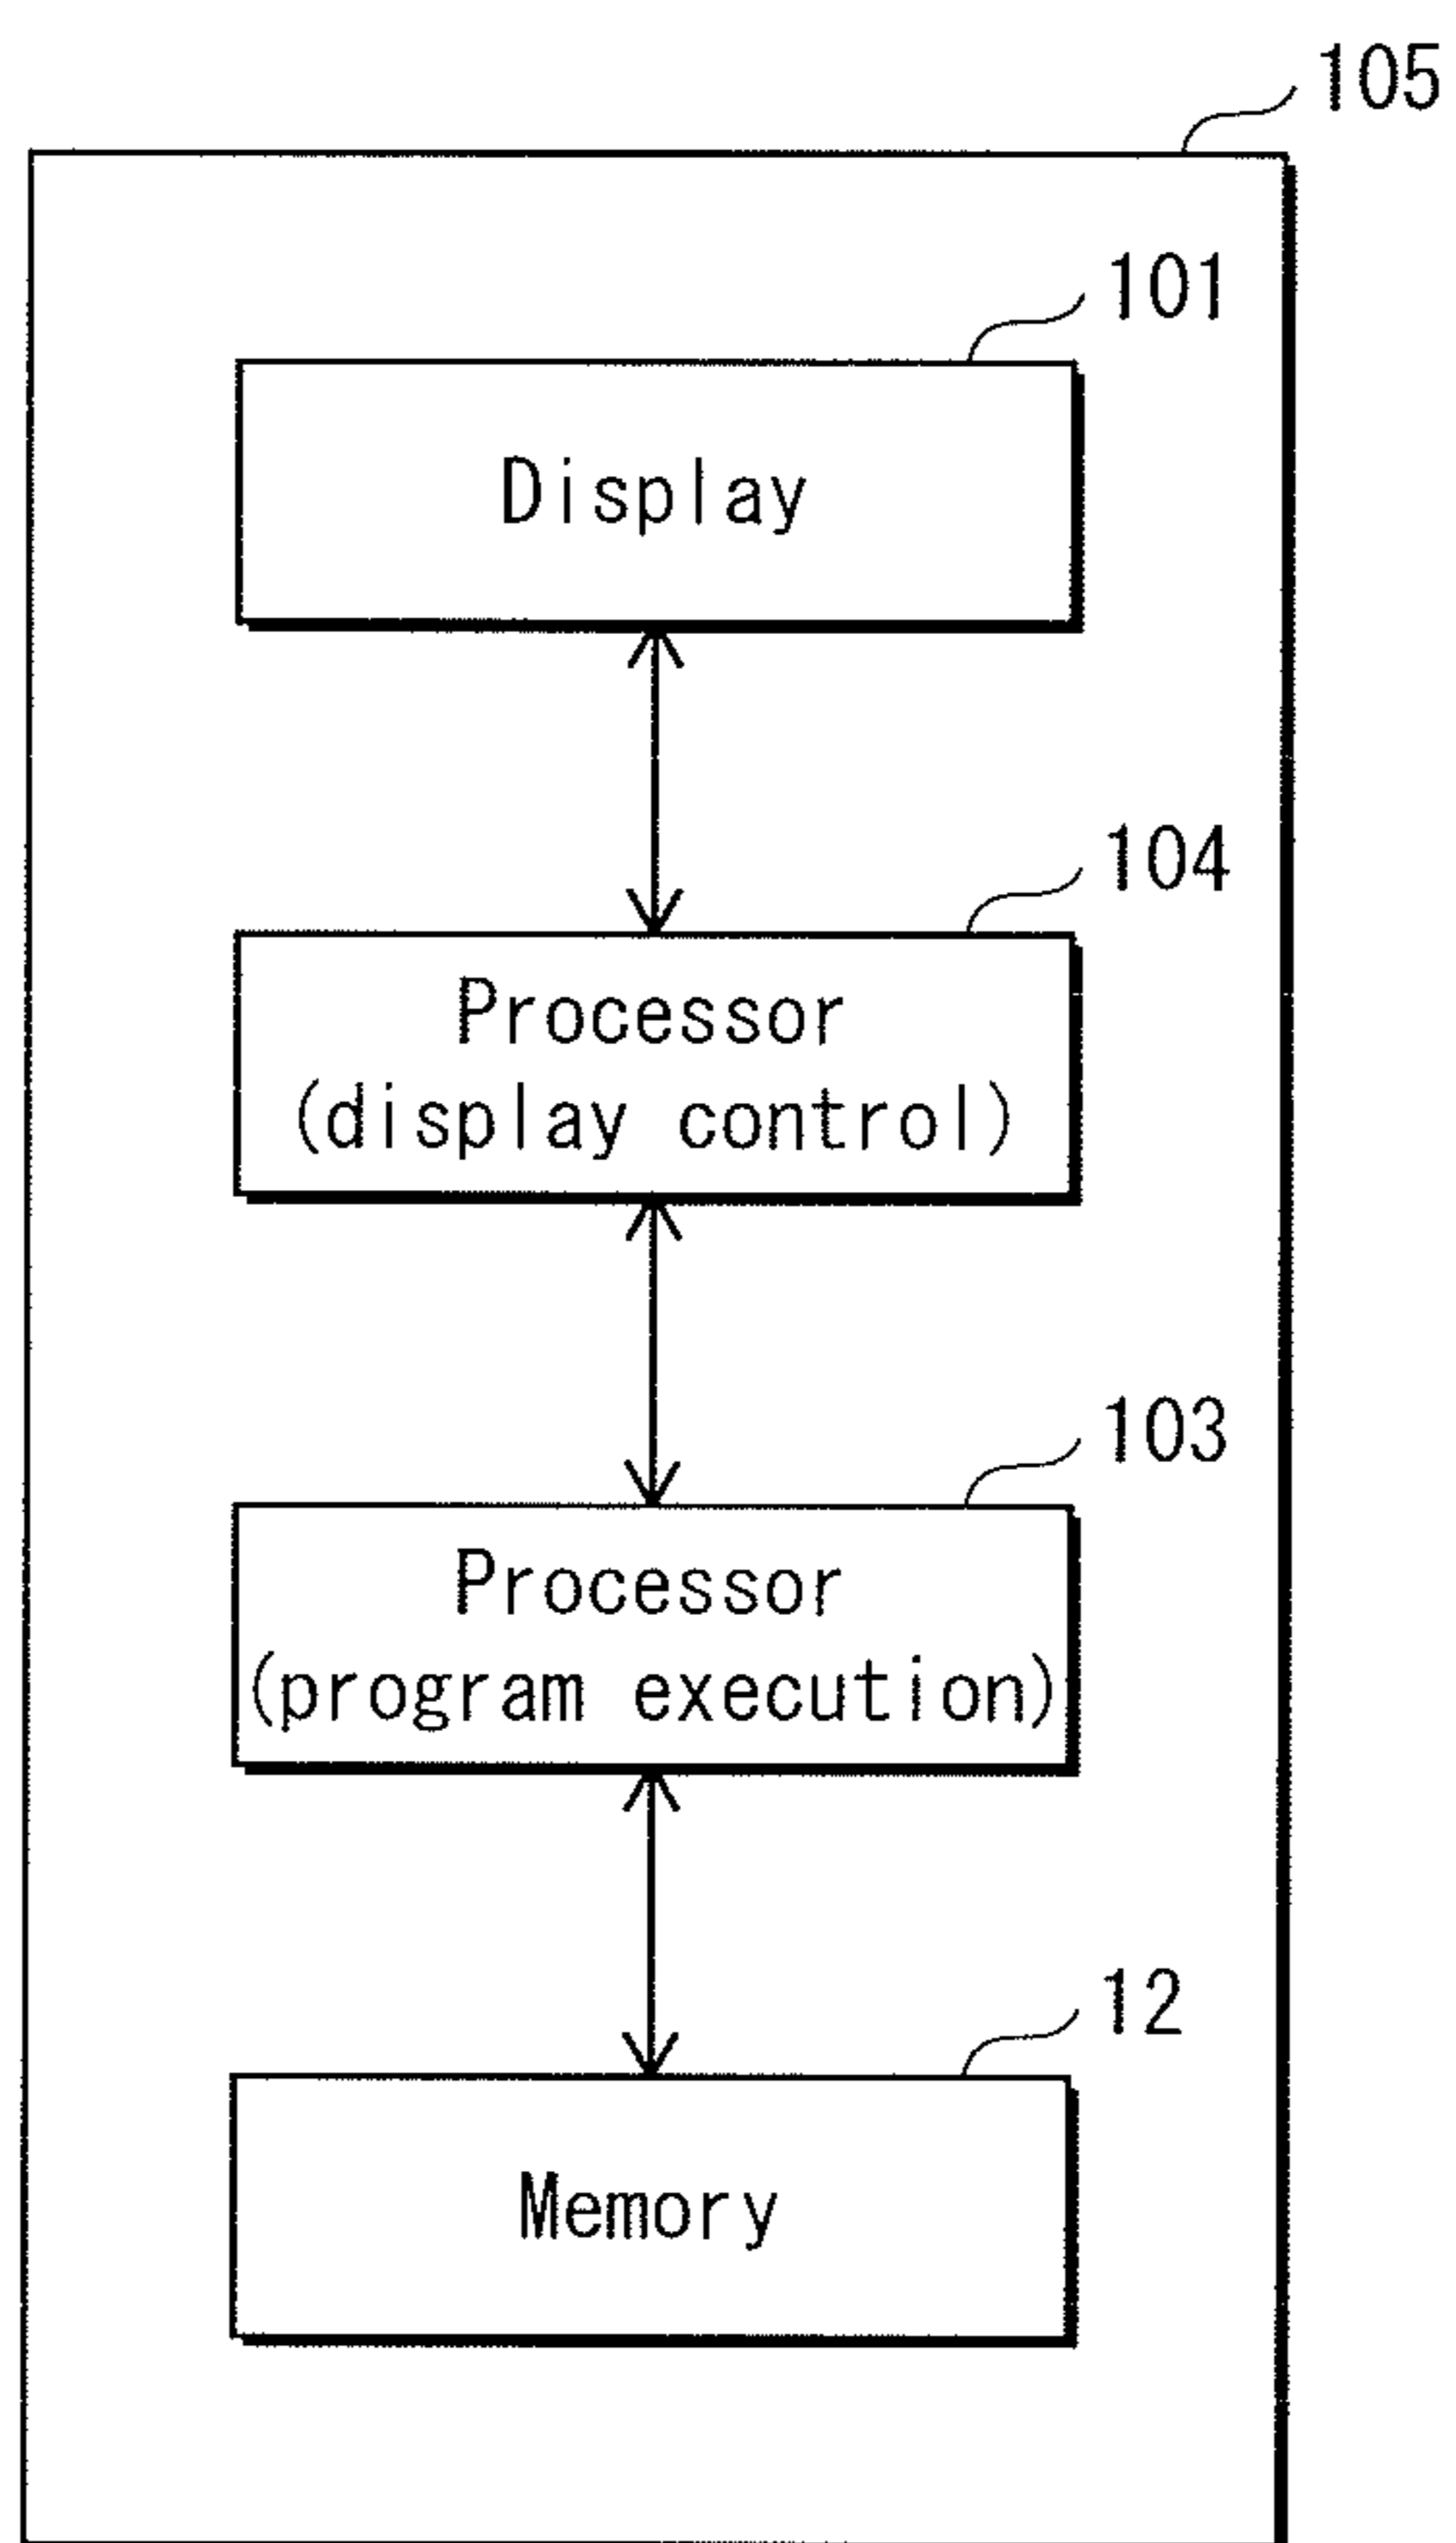 105
101
Display
104
Processor
(display control)
103
Processor
(program execution)
12
Memory